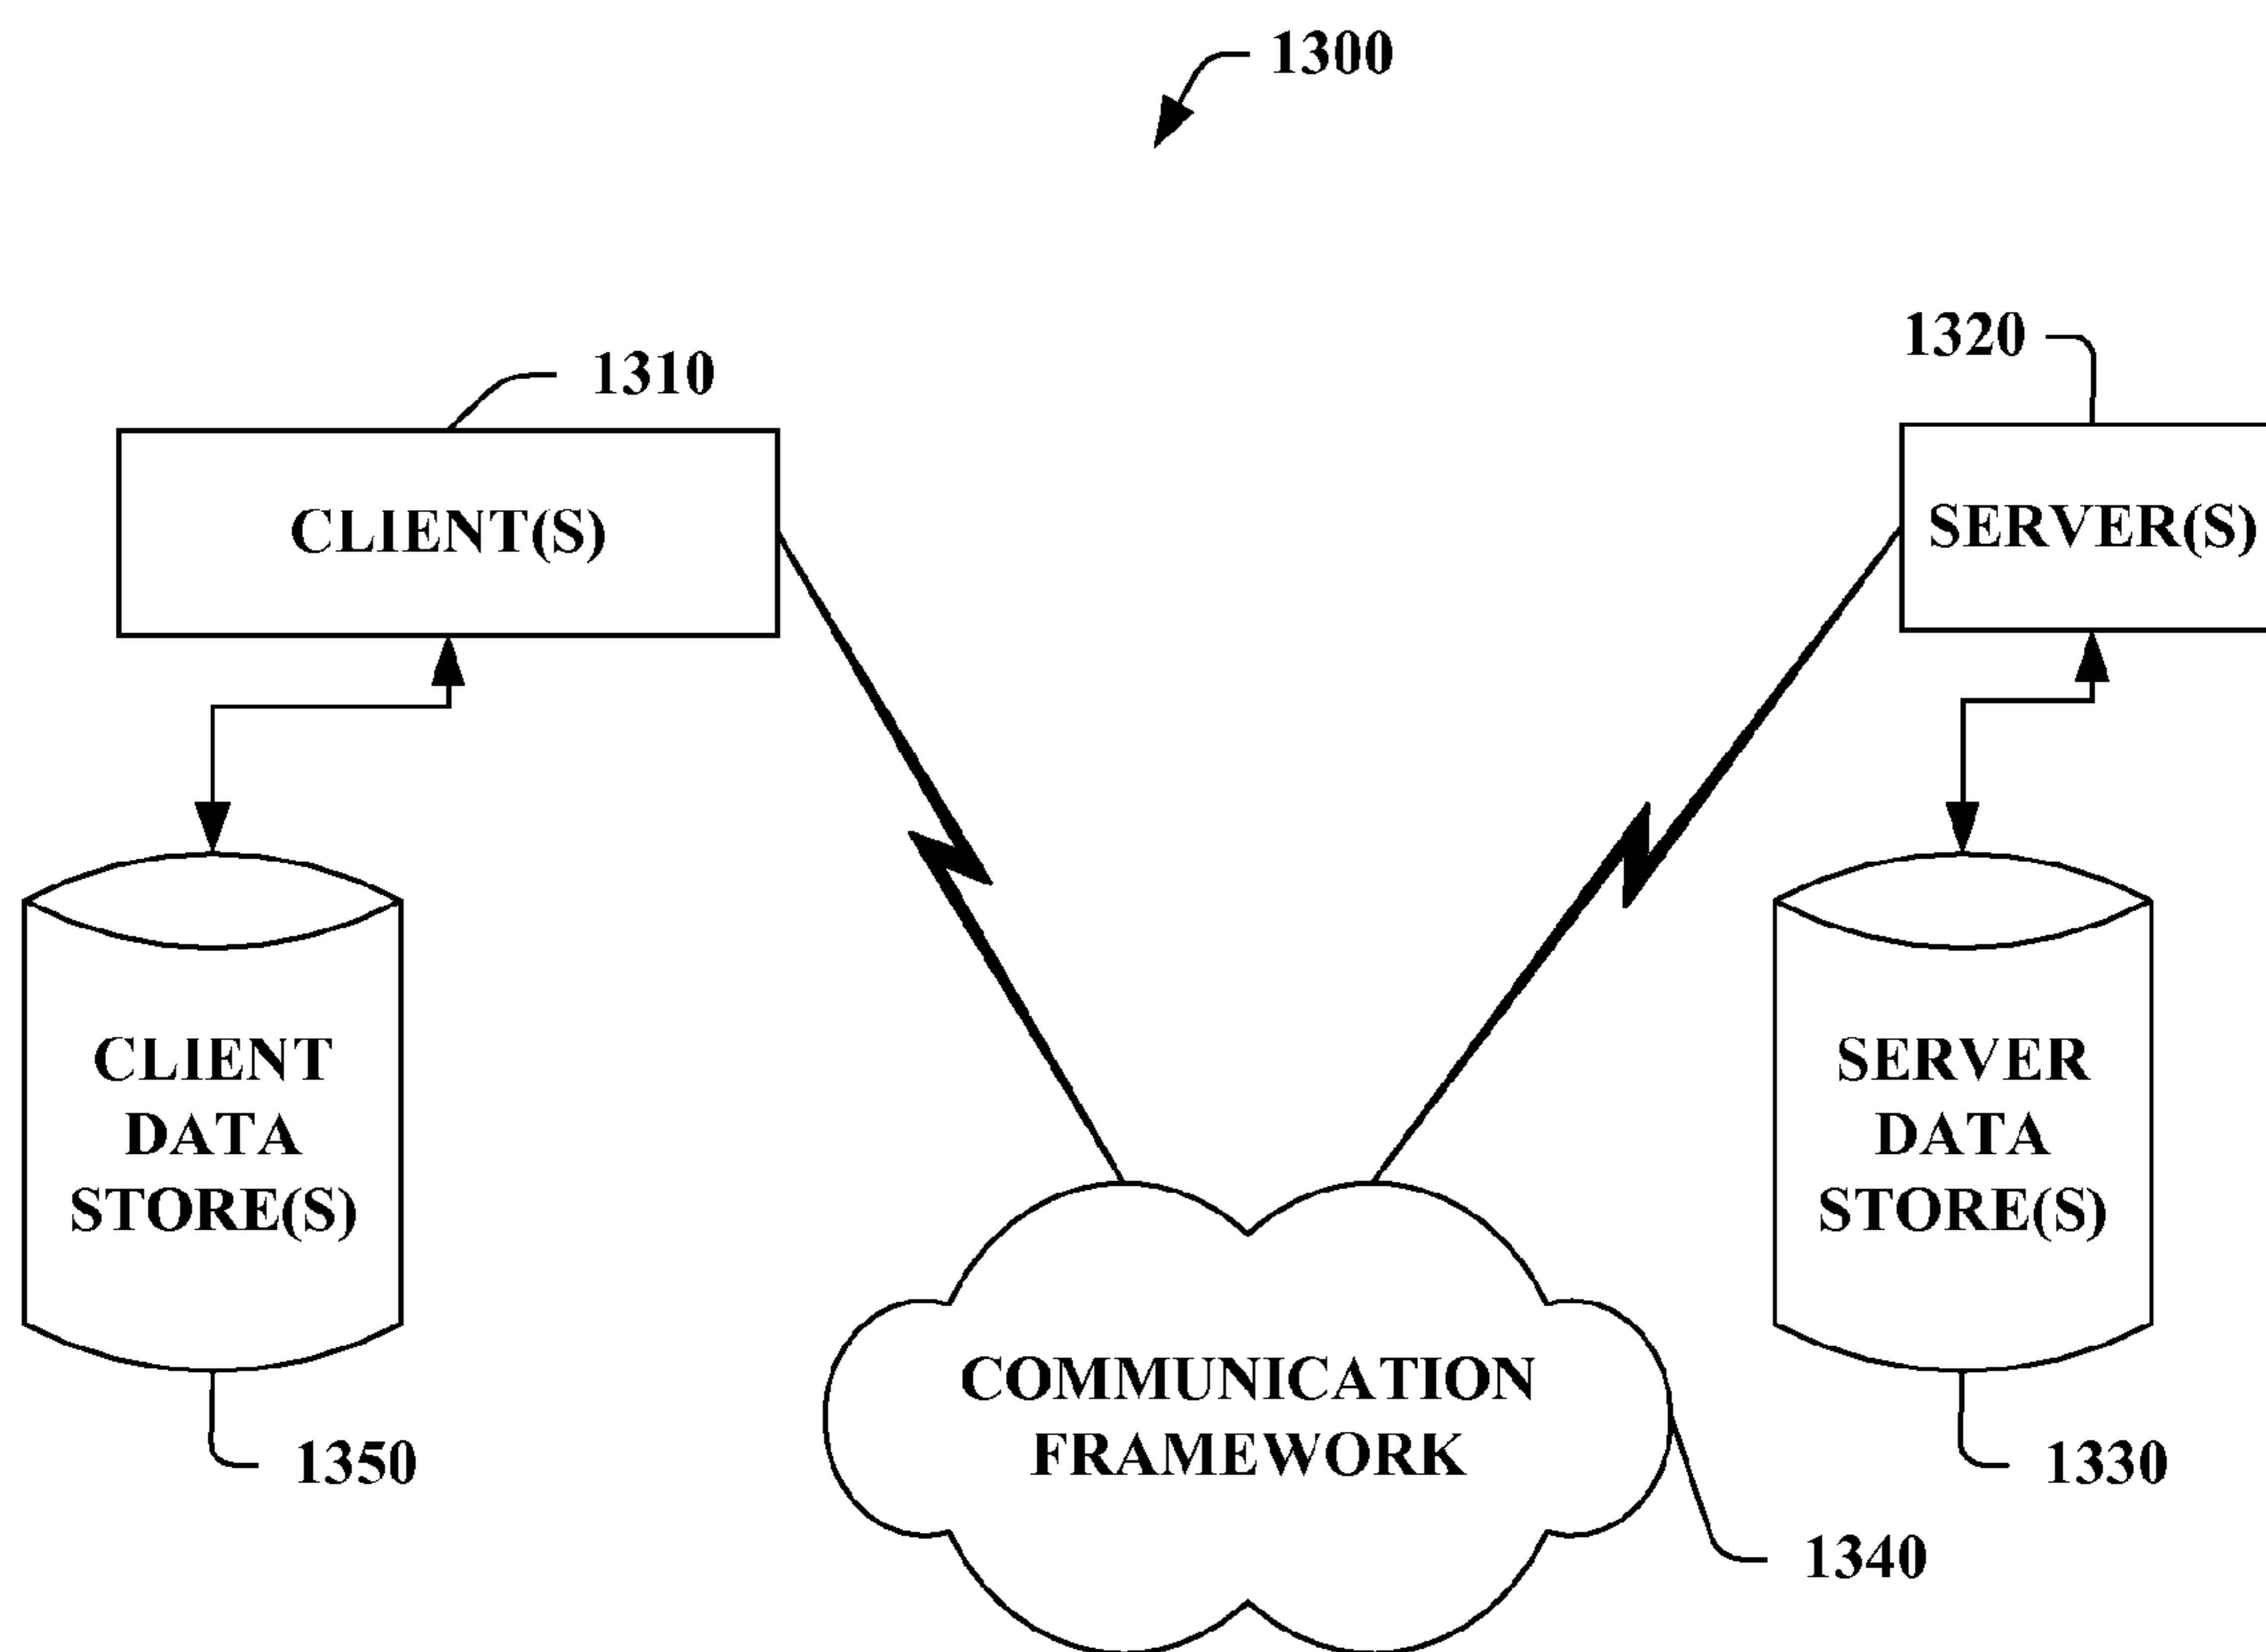 1300
1320
1310
CLIENT(S)
SERVER(S)
CLIENT
DATA
STORE(S)
SERVER
DATA
STORE(S)
COMMUNICATION
FRAMEWORK
1350
1330
1340